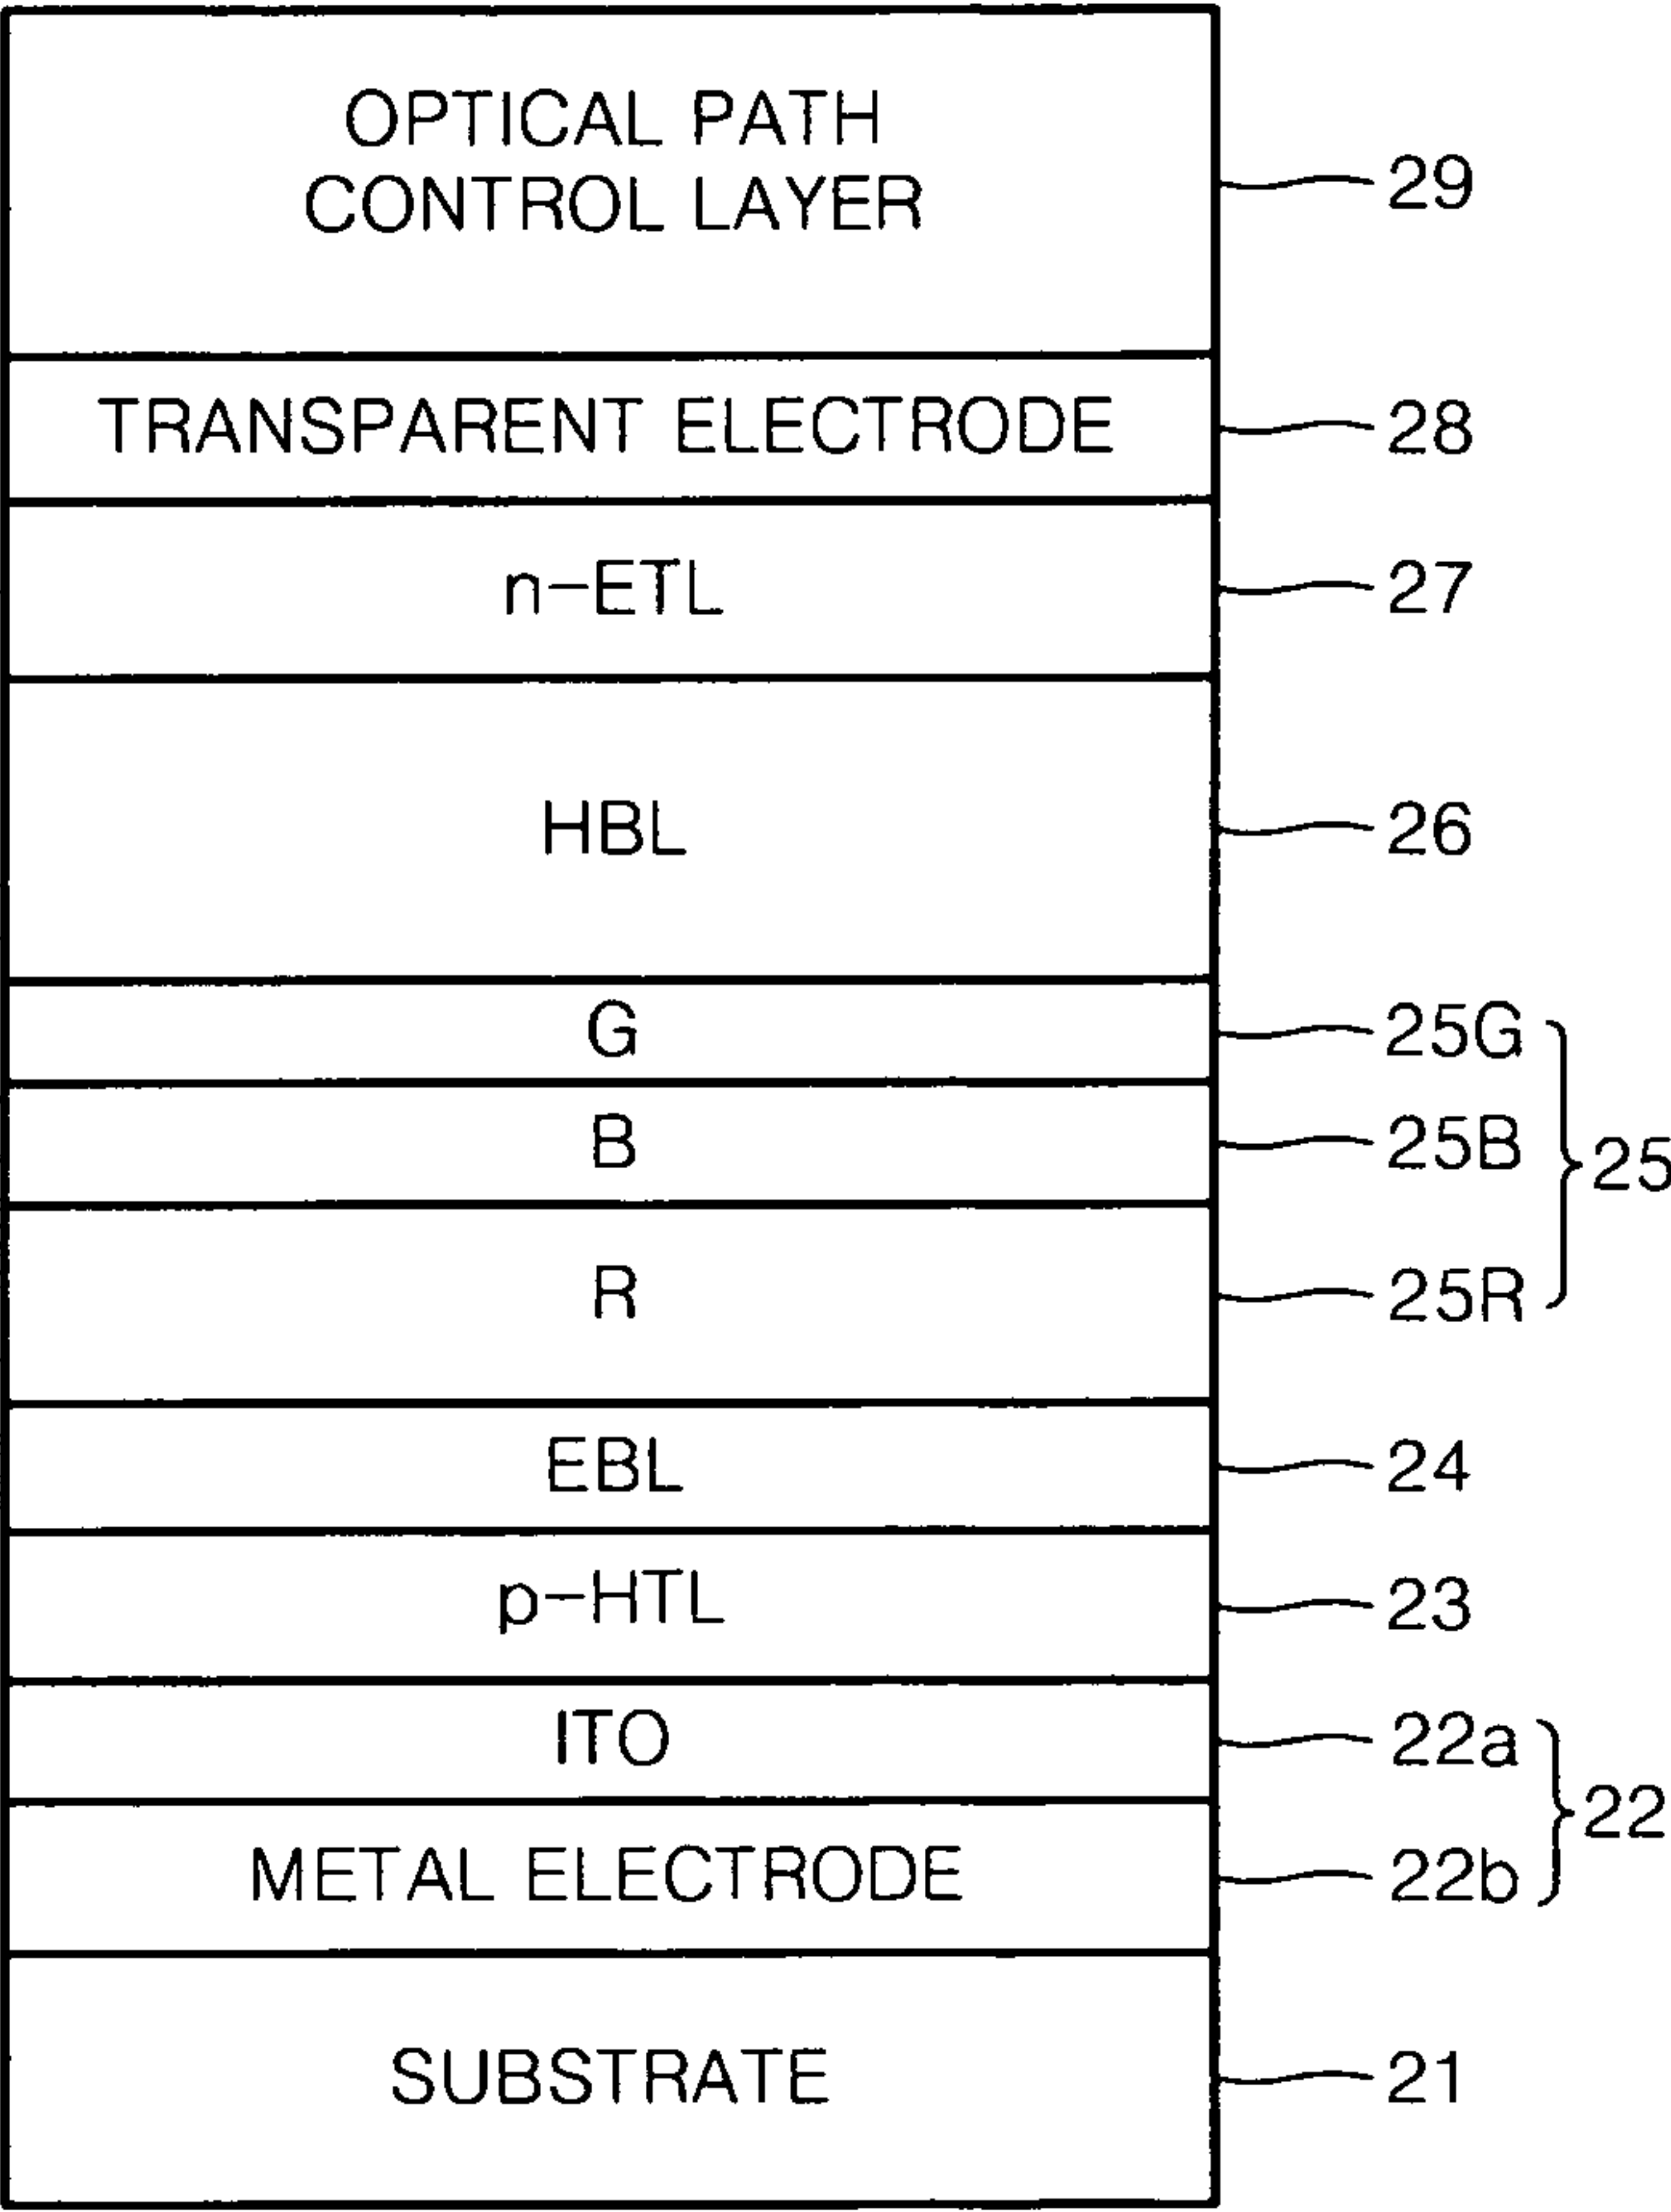 OPTICAL PATH
CONTROL LAYER
29
TRANSPARENT ELECTRODE
28
n-ETL
27
HBL
26
G
25G
B
25B
25
R
25R
EBL
24
p-HTL
23
ITO
22a
22
METAL ELECTRODE
22b
SUBSTRATE
21